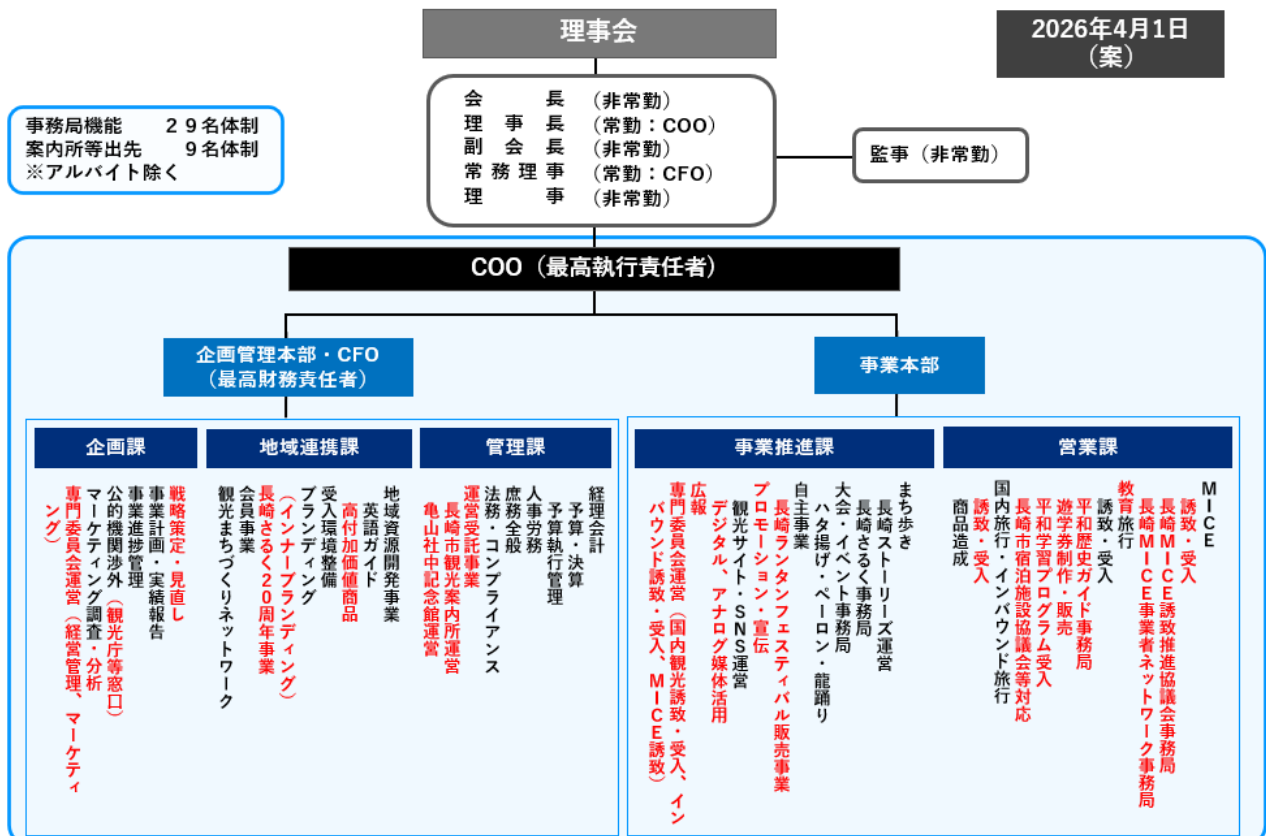 理事会
2026年4月1日
（案）
会長（非常勤）
理事長（常勤：COO）
副会長（非常勤）
常務理事（常勤：CFO）
理事（非常勤）
監事（非常勤）
事務局機能　２９名体制
案内所等出先　９名体制
※アルバイト除く
COO（最高執行責任者）
企画管理本部・CFO
（最高財務責任者）
事業本部
企画課
戦略策定・見直し
事業計画・実績報告
事業進捗管理
公的機関渉外（観光庁等窓口）
マーケティング調査・分析
専門委員会運営（経営管理、マーケティ
ング）
地域連携課
地域資源開発事業
英語ガイド
高付加価値商品
受入環境整備
ブランディング
（インナーブランディング）
長崎さるく２０周年事業
会員事業
観光まちづくりネットワーク
管理課
経理会計
予算・決算
予算執行管理
人事労務
庶務全般
法務・コンプライアンス
運営受託事業
長崎市観光案内所運営
亀山社中記念館運営
事業推進課
まち歩き
長崎ストーリーズ運営
長崎さるく事務局
大会・イベント事務局
ハタ揚げ・ペーロン・龍踊り
自主事業
長崎ランタンフェスティバル販売事業
プロモーション・宣伝
観光サイト・SNS運営
デジタル、アナログ媒体活用
広報
専門委員会運営（国内観光誘致・受入、イン
バウンド誘致・受入、MICE誘致）
営業課
MICE
誘致・受入
長崎MICE誘致推進協議会事務局
長崎MICE事業者ネットワーク事務局
教育旅行
誘致・受入
平和歴史ガイド事務局
遊学券制作・販売
平和学習プログラム受入
長崎市宿泊施設協議会等対応
国内旅行・インバウンド旅行
誘致・受入
商品造成